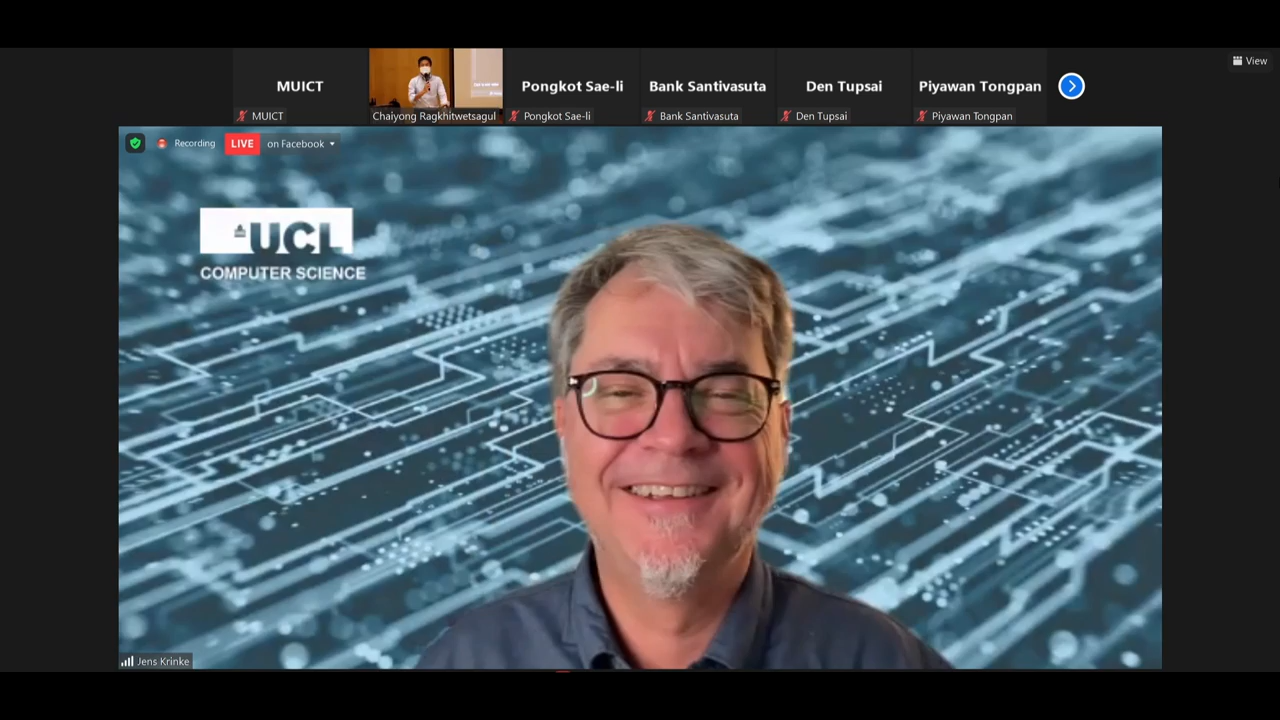 MUICT
Pongkot Sae-li
Bank Santivasuta
Den Tupsai
Piyawan Tongpan
View
MUICT
Chaiyong Ragkhitwetsagul
Pongkot Sae-li
Bank Santivasuta
Den Tupsai
Piyawan Tongpan
Recording
LIVE
on Facebook
UCL
COMPUTER SCIENCE
Jens Krinke